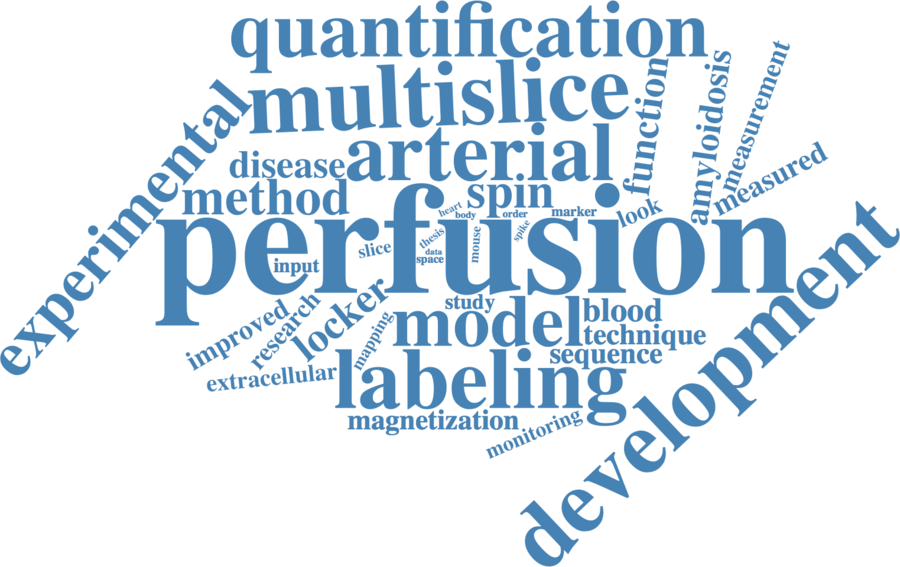 quantification
multislice
experimental
function
amyloidosis
measurement
arterial
disease
measured
method
spin
perfusion
heart
body
order
marker
look
spike
thesis
mouse
data
space
slice
input
development
study
improved
research
locker
mapping
model
blood
technique
sequence
extracellular
labeling
magnetization
monitoring